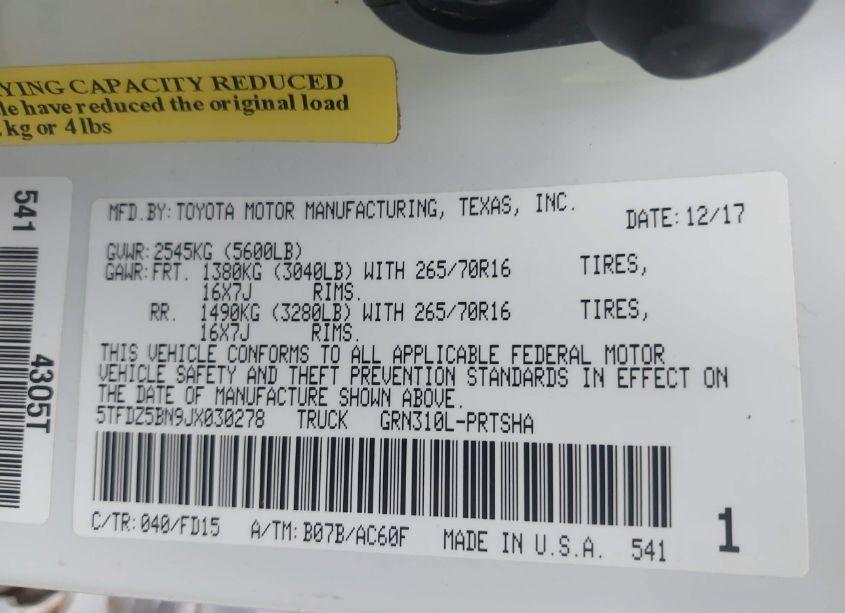 YING CAPACITY REDUCED
le have reduced the original load
kg or 4 lbs
541
4305T
MFD.BY: TOYOTA MOTOR MANUFACTURING, TEXAS, INC. DATE: 12/17
GVWR: 2545KG (5600LB)
GAWR: FRT. 1380KG (3040LB) WITH 265/70R16 TIRES,
16X7J RIMS.
RR. 1490KG (3280LB) WITH 265/70R16 TIRES,
16X7J RIMS.
THIS VEHICLE CONFORMS TO ALL APPLICABLE FEDERAL MOTOR
VEHICLE SAFETY AND THEFT PREVENTION STANDARDS IN EFFECT ON
THE DATE OF MANUFACTURE SHOWN ABOVE.
5TFDZ5BN9JX030278 TRUCK GRN310L-PRTSHA
C/TR: 040/FD15 A/TM: B07B/AC60F MADE IN U.S.A. 541 1